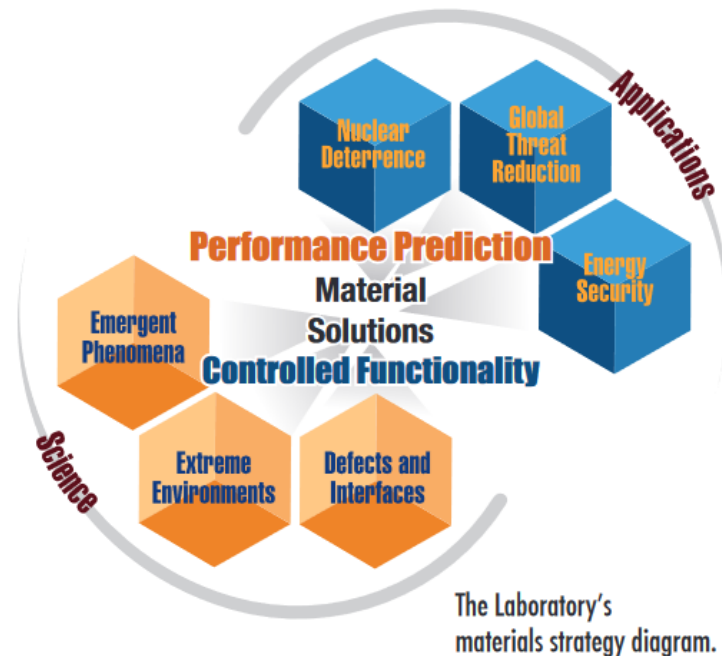 Applications
Nuclear
Deterrence
Global
Threat
Reduction
Energy
Security
Performance Prediction
Material
Solutions
Controlled Functionality
Emergent
Phenomena
Extreme
Environments
Defects and
Interfaces
Science
The Laboratory's
materials strategy diagram.